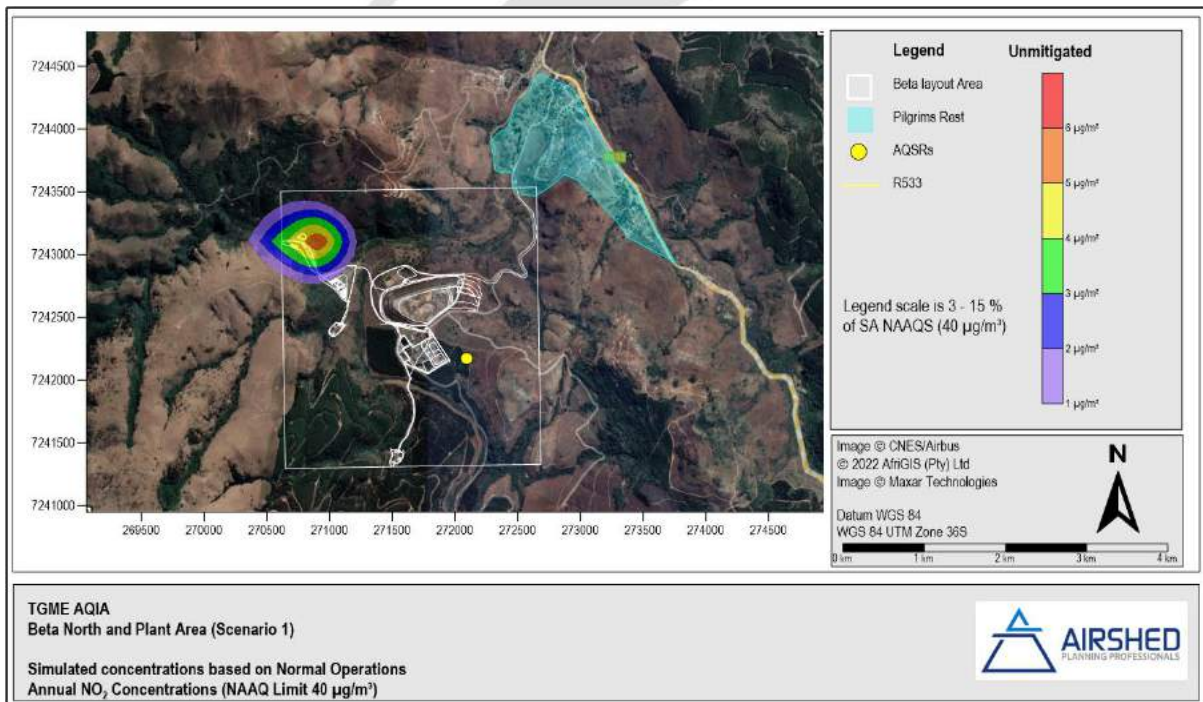 7244500
7244000
7243500
7243000
7242500
7242000
7241500
7241000
269500 270000 270500 271000 271500 272000 272500 273000 273500 274000 274500
Legend
Beta layout Area
Pilgrims Rest
AQSRs
R533
Unmitigated
6 µg/m³
5 µg/m³
4 µg/m³
3 µg/m³
2 µg/m³
1 µg/m³
Legend scale is 3 - 15 %
of SA NAAQS (40 µg/m³)
Image © CNES/Airbus
© 2022 AfriGIS (Pty) Ltd
Image © Maxar Technologies
Datum WGS 84
WGS 84 UTM Zone 36S
N
0 km 1 km 2 km 3 km 4 km
TGME AQIA
Beta North and Plant Area (Scenario 1)
Simulated concentrations based on Normal Operations
Annual NO₂ Concentrations (NAAQ Limit 40 µg/m³)
AIRSHED
PLANNING PROFESSIONALS